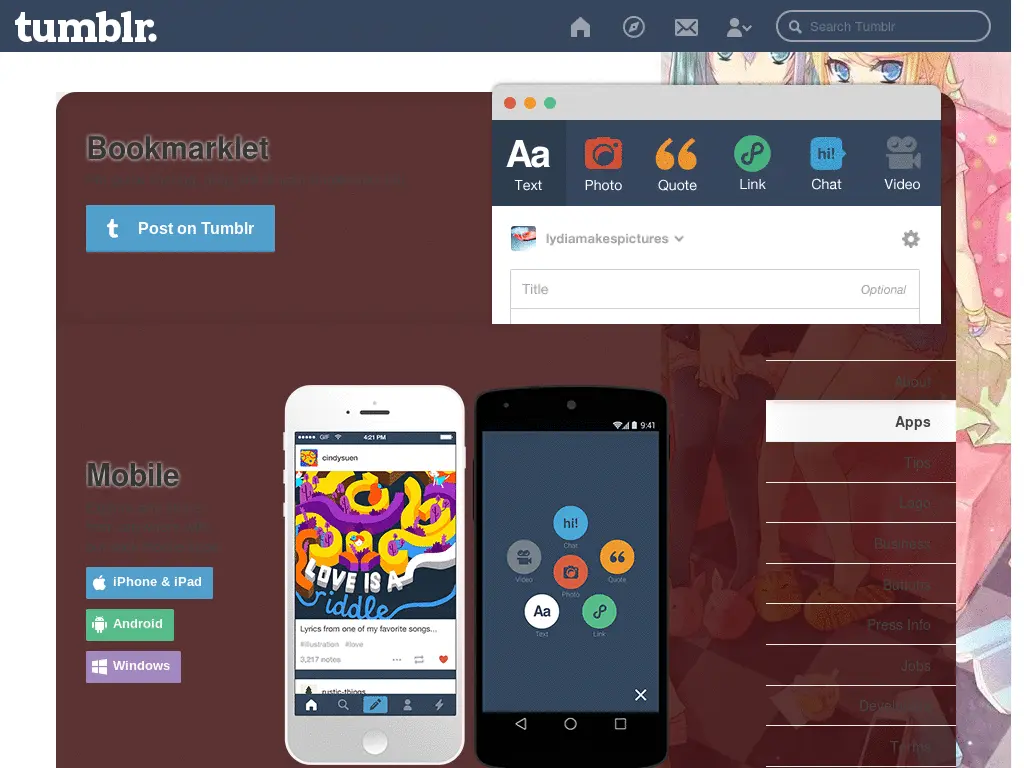 tumblr.
Search Tumblr
Bookmarklet
Post on Tumblr
Aa
hi!
Text
Photo
Quote
Link
Chat
Video
lydiamakespictures
Title
Optional
About
Apps
Tips
Logo
Business
Buttons
Press Info
Jobs
Developers
Terms
Mobile
iPhone & iPad
Android
Windows
GIF
4:21 PM
cindysuen
LOVE IS A
riddle
Lyrics from one of my favorite songs...
#illustration #love
3,217 notes
rustic-things
9:41
hi!
Chat
Video
Quote
Photo
Aa
Text
Link